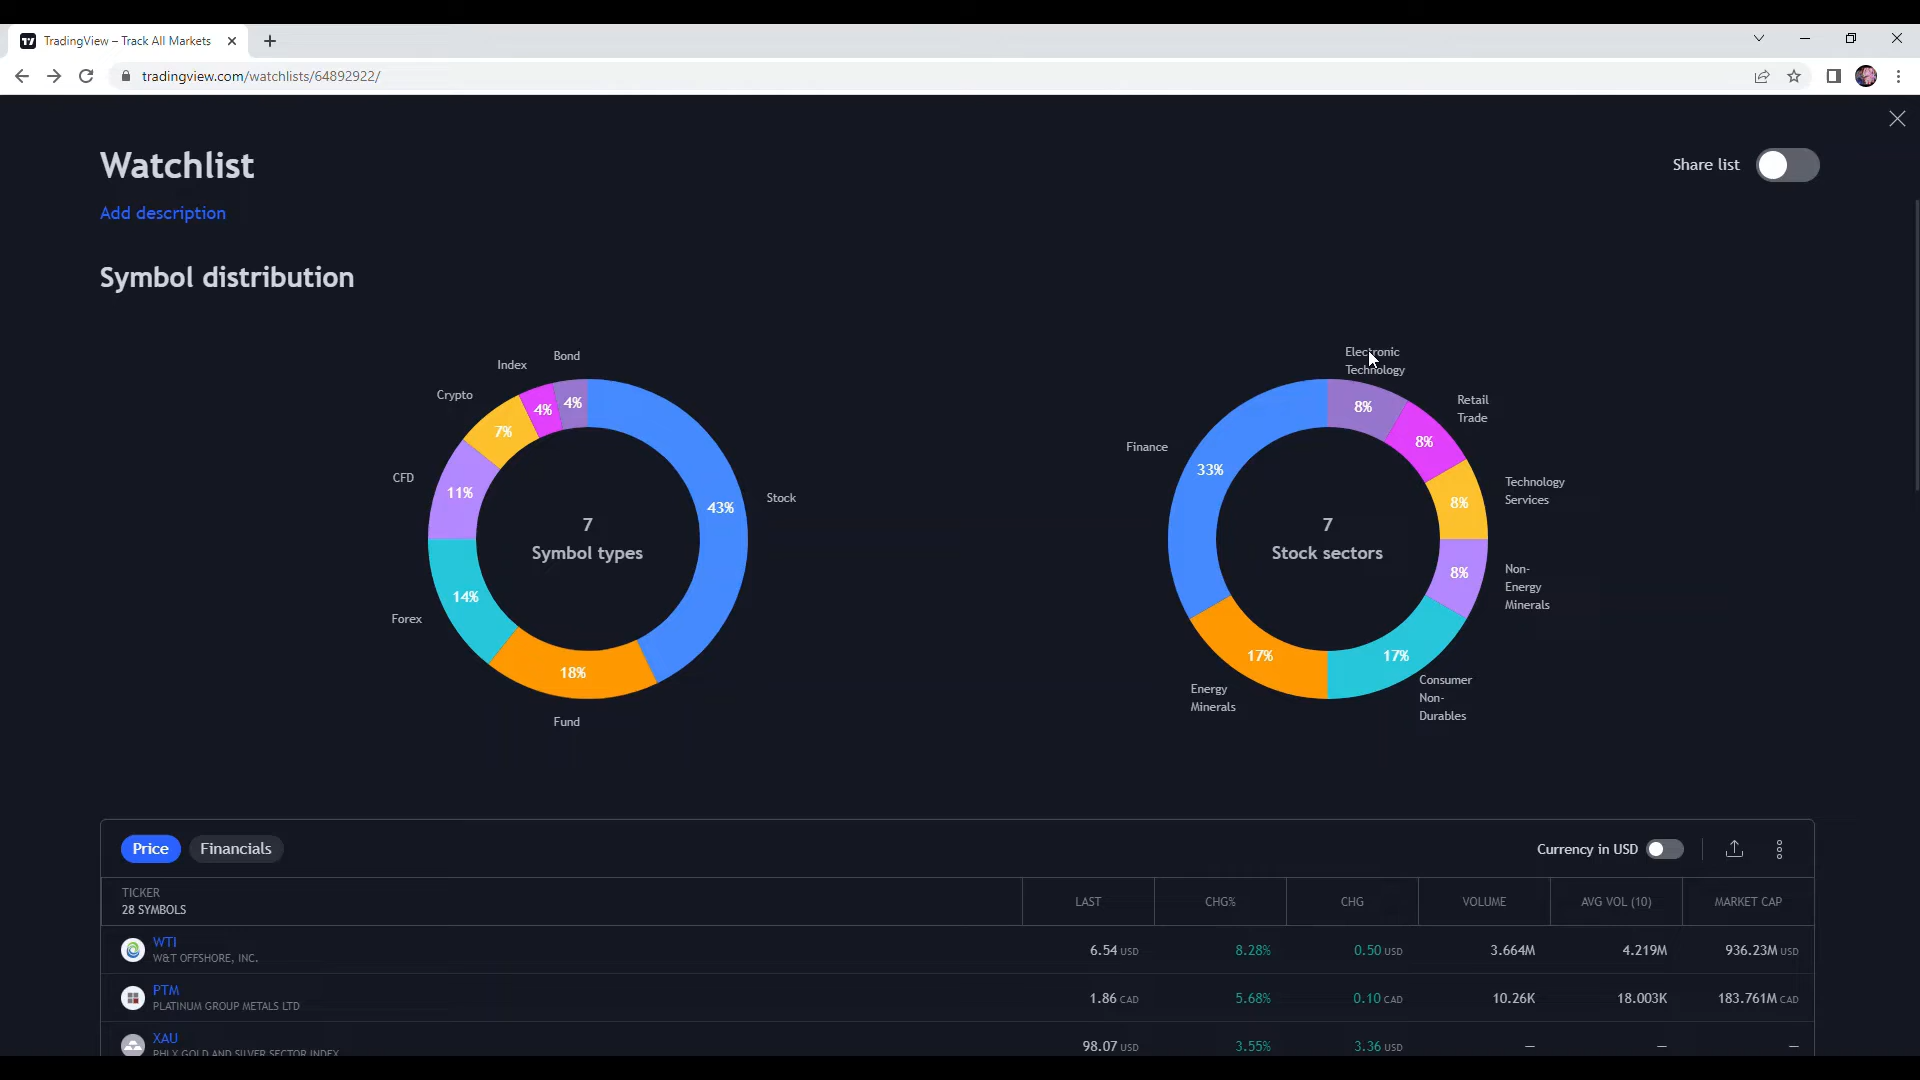 TradingView – Track All Markets
tradingview.com/watchlists/64892922/
Watchlist
Share list
Add description
Symbol distribution
Bond
Index
Crypto
CFD
Forex
Fund
Stock
4%
4%
7%
11%
14%
18%
43%
7
Symbol types
Electronic
Technology
Retail
Trade
Technology
Services
Non-
Energy
Minerals
Consumer
Non-
Durables
Energy
Minerals
Finance
8%
8%
8%
8%
17%
17%
33%
7
Stock sectors
Price Financials Currency in USD
TICKER
28 SYMBOLS
LAST CHG% CHG VOLUME AVG VOL (10) MARKET CAP
WTI
W&T OFFSHORE, INC.
6.54 USD 8.28% 0.50 USD 3.664M 4.219M 936.23M USD
PTM
PLATINUM GROUP METALS LTD
1.86 CAD 5.68% 0.10 CAD 10.26K 18.003K 183.761M CAD
XAU
PHLX GOLD AND SILVER SECTOR INDEX
98.07 USD 3.55% 3.36 USD — — —